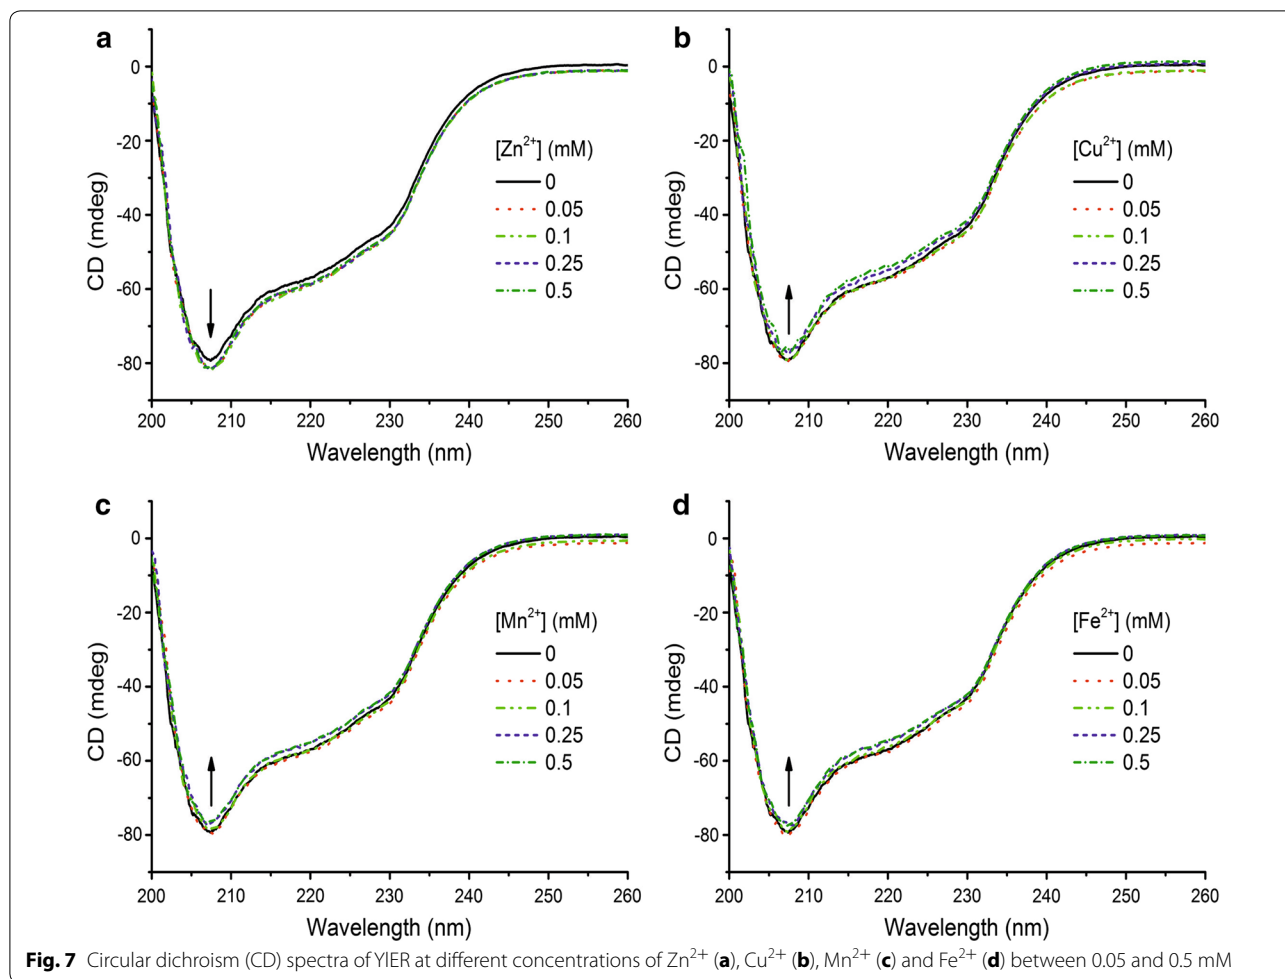 a
0
-20
-40
-60
-80
CD (mdeg)
[Zn2+] (mM)
0
0.05
0.1
0.25
0.5
200 210 220 230 240 250 260
Wavelength (nm)
b
0
-20
-40
-60
-80
CD (mdeg)
[Cu2+] (mM)
0
0.05
0.1
0.25
0.5
200 210 220 230 240 250 260
Wavelength (nm)
c
0
-20
-40
-60
-80
CD (mdeg)
[Mn2+] (mM)
0
0.05
0.1
0.25
0.5
200 210 220 230 240 250 260
Wavelength (nm)
d
0
-20
-40
-60
-80
CD (mdeg)
[Fe2+] (mM)
0
0.05
0.1
0.25
0.5
200 210 220 230 240 250 260
Wavelength (nm)
Fig. 7 Circular dichroism (CD) spectra of YlER at different concentrations of Zn2+ (a), Cu2+ (b), Mn2+ (c) and Fe2+ (d) between 0.05 and 0.5 mM